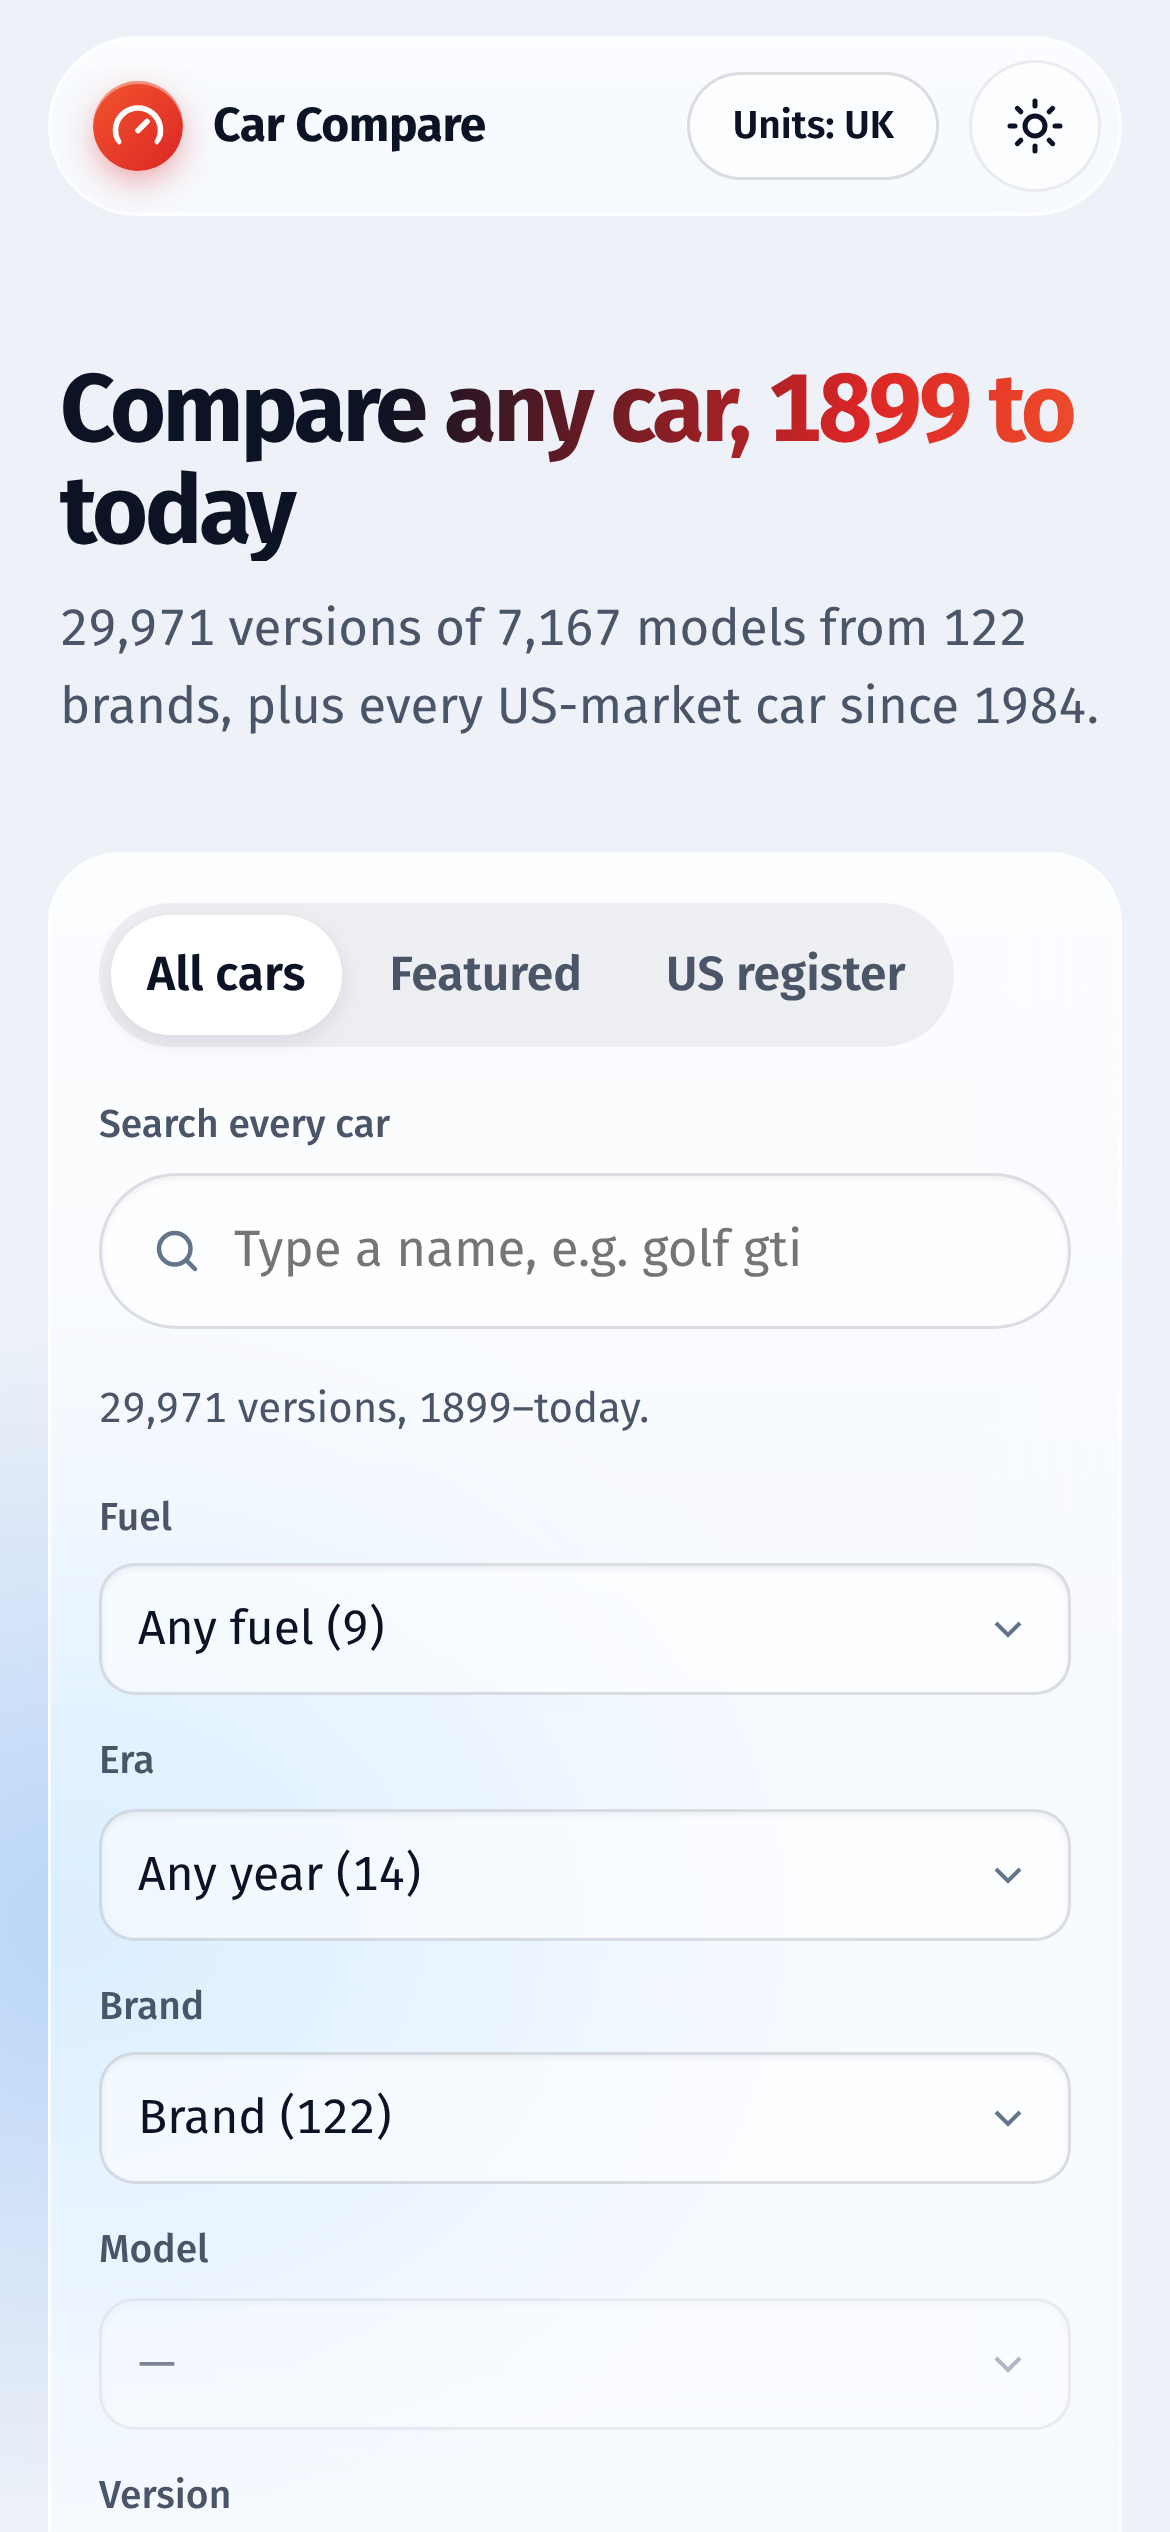 Car Compare
Units: UK
Compare any car, 1899 to
today
29,971 versions of 7,167 models from 122
brands, plus every US-market car since 1984.
All cars
Featured
US register
Search every car
Type a name, e.g. golf gti
29,971 versions, 1899–today.
Fuel
Any fuel (9)
Era
Any year (14)
Brand
Brand (122)
Model
—
Version